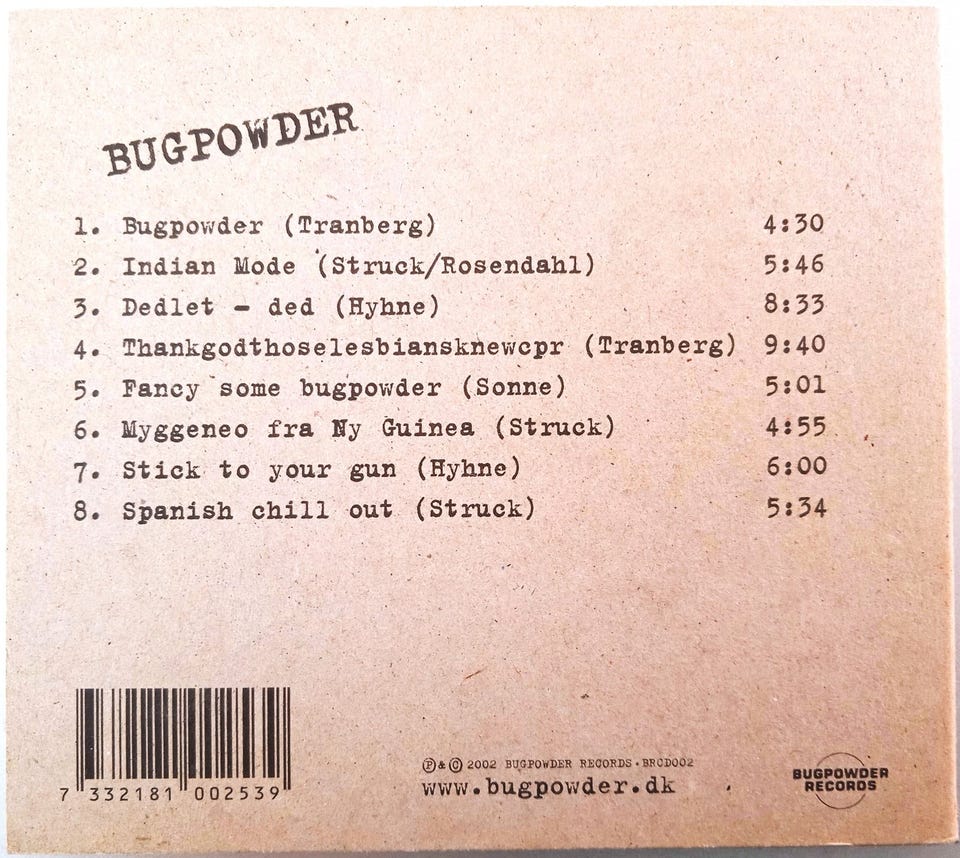 BUGPOWDER
1. Bugpowder (Tranberg) 4:30
2. Indian Mode (Struck/Rosendahl) 5:46
3. Dedlet - ded (Hyhne) 8:33
4. Thankgodthoselesbiansknewcpr (Tranberg) 9:40
5. Fancy some bugpowder (Sonne) 5:01
6. Myggeneo fra Ny Guinea (Struck) 4:55
7. Stick to your gun (Hyhne) 6:00
8. Spanish chill out (Struck) 5:34
7 332181 002539
Ⓟ & © 2002 BUGPOWDER RECORDS · BRCD002
www.bugpowder.dk
BUGPOWDER
RECORDS